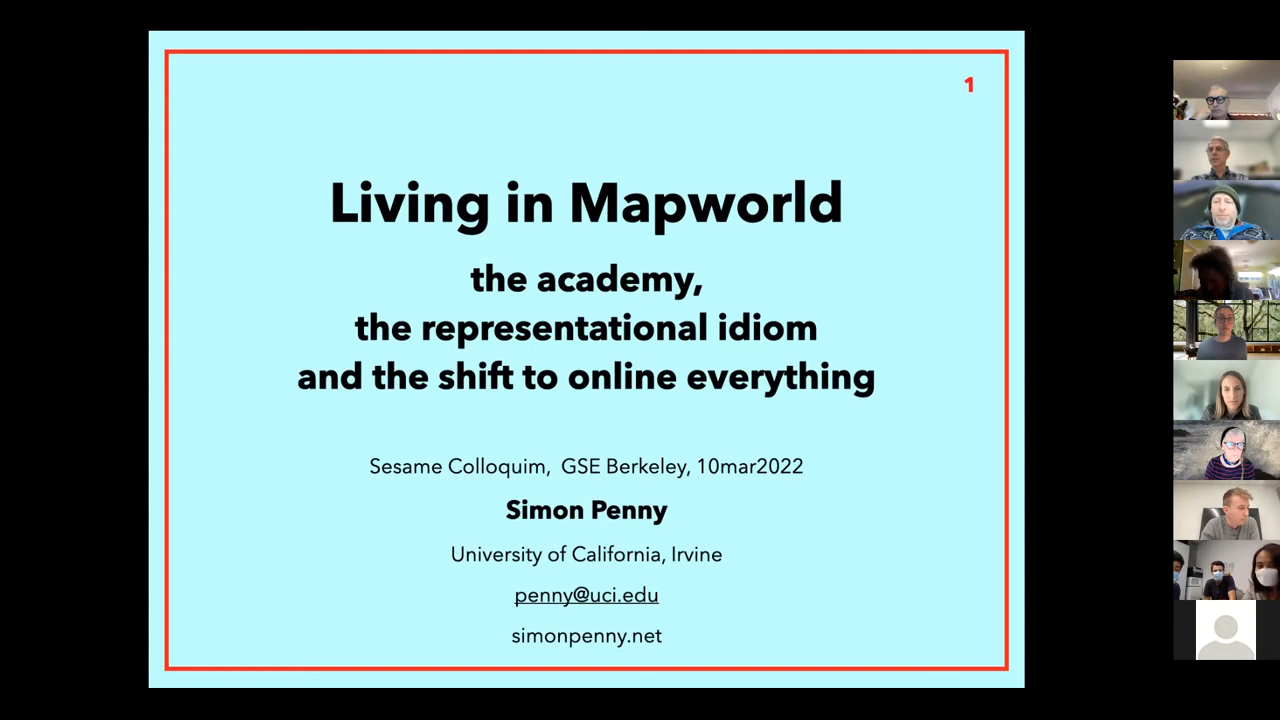 1
Living in Mapworld
the academy,
the representational idiom
and the shift to online everything
Sesame Colloquim,  GSE Berkeley, 10mar2022
Simon Penny
University of California, Irvine
penny@uci.edu
simonpenny.net